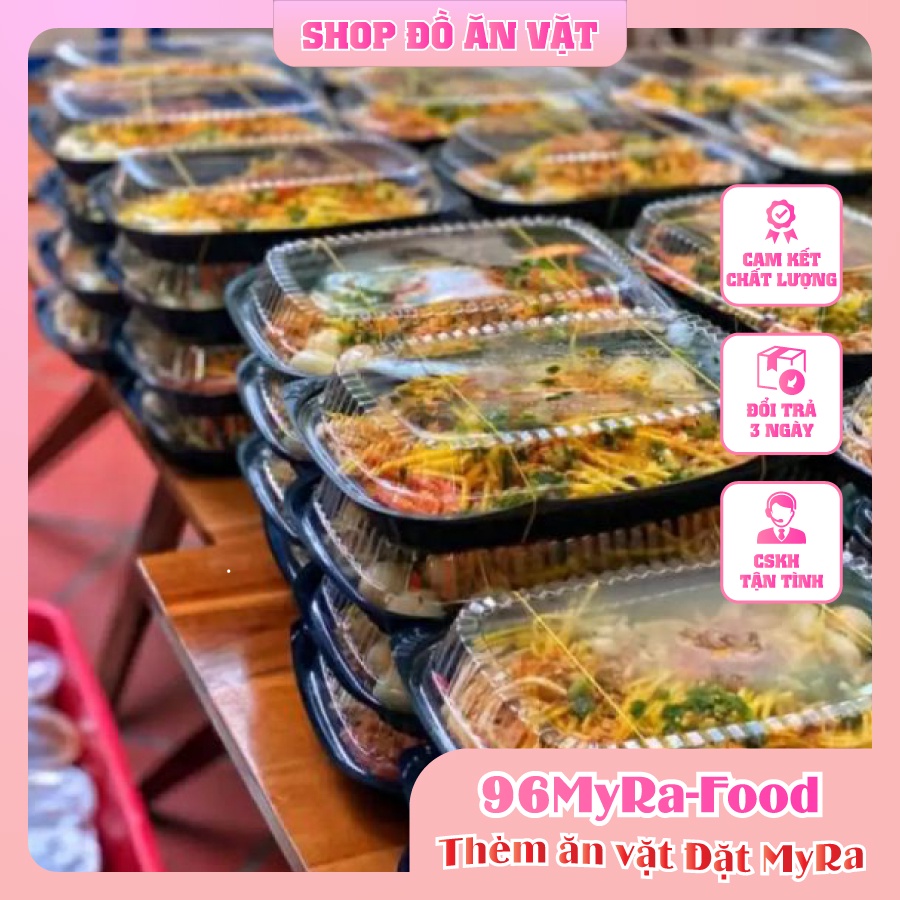 SHOP ĐỒ ĂN VẶT
CAM KẾT
CHẤT LƯỢNG
ĐỔI TRẢ
3 NGÀY
CSKH
TẬN TÌNH
96MyRa-Food
Thèm ăn vặt Đặt MyRa